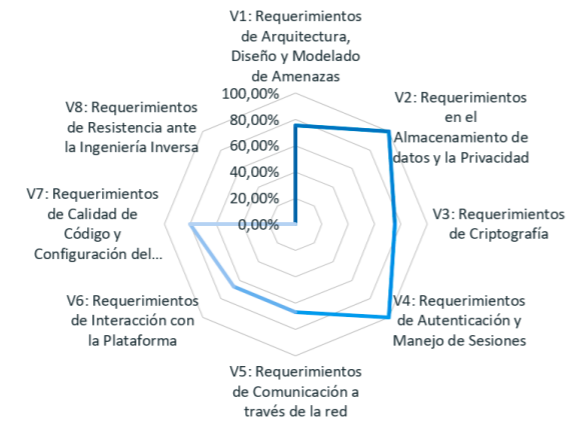 V1: Requerimientos
de Arquitectura,
Diseño y Modelado
de Amenazas
100,00%
80,00%
60,00%
40,00%
20,00%
0,00%
V2: Requerimientos
en el
Almacenamiento de
datos y la Privacidad
V3: Requerimientos
de Criptografía
V4: Requerimientos
de Autenticación y
Manejo de Sesiones
V5: Requerimientos
de Comunicación a
través de la red
V6: Requerimientos
de Interacción con
la Plataforma
V7: Requerimientos
de Calidad de
Código y
Configuración del...
V8: Requerimientos
de Resistencia ante
la Ingeniería Inversa